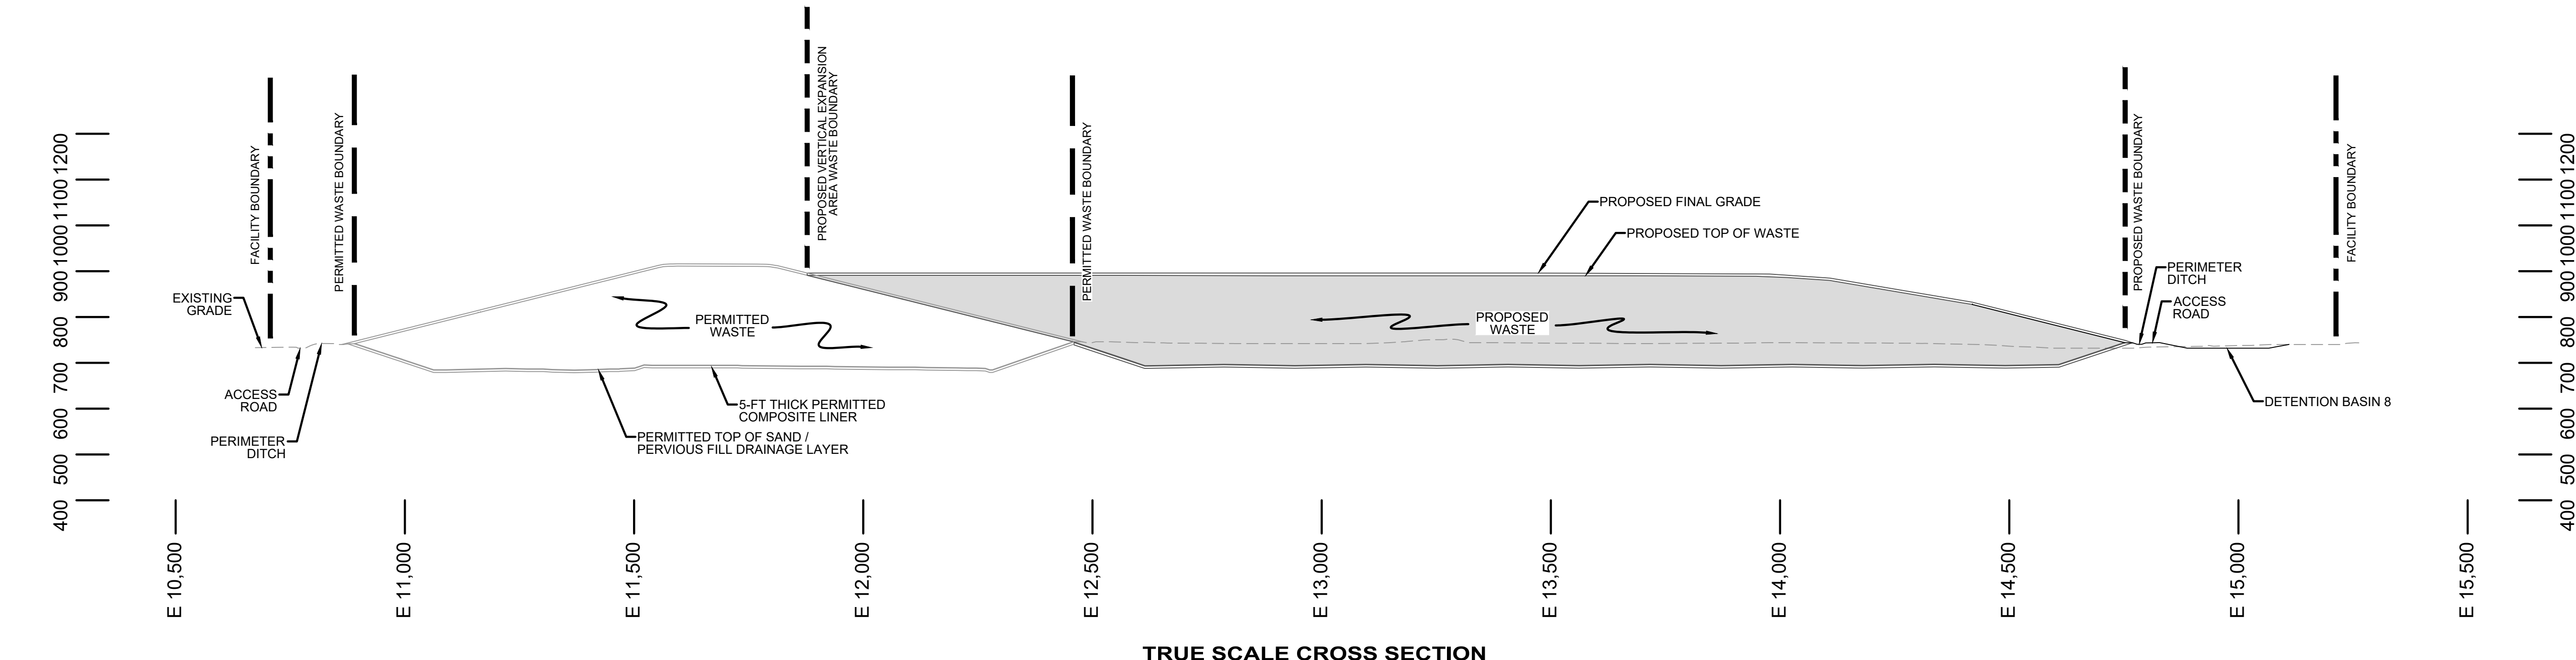 PROPOSED VERTICAL EXPANSION
AREA WASTE BOUNDARY
FACILITY BOUNDARY
PERMITTED WASTE BOUNDARY
PERMITTED WASTE BOUNDARY
PROPOSED WASTE BOUNDARY
FACILITY BOUNDARY
1200
1100
1000
900
800
700
600
500
400
1200
1100
1000
900
800
700
600
500
400
PROPOSED FINAL GRADE
PROPOSED TOP OF WASTE
PERIMETER
DITCH
ACCESS
ROAD
EXISTING
GRADE
PERMITTED
WASTE
PROPOSED
WASTE
ACCESS
ROAD
PERIMETER
DITCH
5-FT THICK PERMITTED
COMPOSITE LINER
PERMITTED TOP OF SAND /
PERVIOUS FILL DRAINAGE LAYER
DETENTION BASIN 8
E 10,500
E 11,000
E 11,500
E 12,000
E 12,500
E 13,000
E 13,500
E 14,000
E 14,500
E 15,000
E 15,500
TRUE SCALE CROSS SECTION